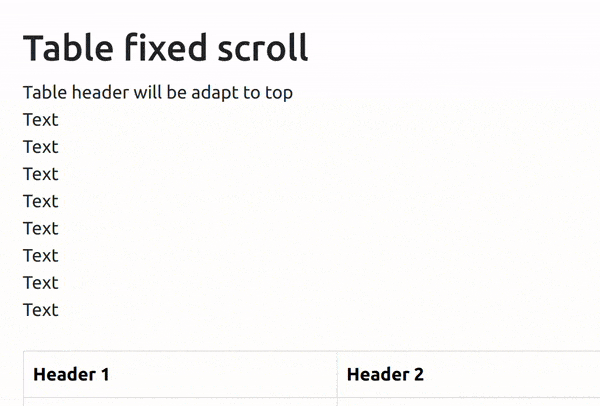 Table fixed scroll
Table header will be adapt to top
Text
Text
Text
Text
Text
Text
Text
Text
Header 1 Header 2